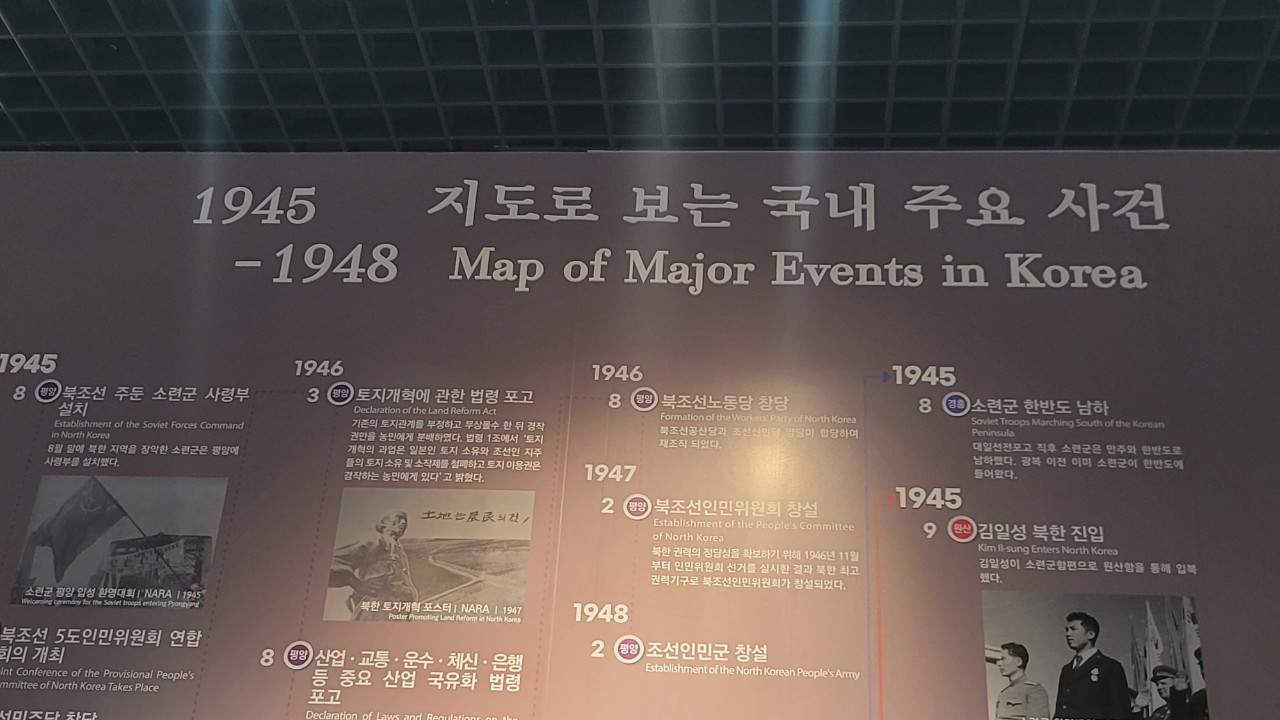 1945 지도로 보는 국내 주요 사건
-1948 Map of Major Events in Korea
1945
8 평양 북조선 주둔 소련군 사령부
설치
Establishment of the Soviet Forces Command
in North Korea
8월 말에 북한 지역을 장악한 소련군은 평양에
사령부를 설치했다.
소련군 평양 입성 환영대회 | NARA | 1945
Welcoming ceremony for the Soviet troops entering Pyongyang
북조선 5도인민위원회 연합
회의 개최
int Conference of the Provisional People's
mmittee of North Korea Takes Place
1946
3 평양 토지개혁에 관한 법령 포고
Declaration of the Land Reform Act
기존의 토지관계를 부정하고 무상몰수 한 뒤 경작
권만을 농민에게 분배하였다. 법령 1조에서 '토지
개혁의 과업은 일본인 토지 소유와 조선인 지주
들의 토지 소유 및 소작제를 철폐하고 토지 이용권은
경작하는 농민에게 있다'고 밝혔다.
土地는 農民의 것!
북한 토지개혁 포스터 | NARA | 1947
Poster Promoting Land Reform in North Korea
8 평양 산업·교통·운수·체신·은행
등 중요 산업 국유화 법령
포고
Declaration of Laws and Regulations on the
1946
8 평양 북조선노동당 창당
Formation of the Workers' Party of North Korea
북조선공산당과 조선신민당 양당이 합당하여
재조직 되었다.
1947
2 평양 북조선인민위원회 창설
Establishment of the People's Committee
of North Korea
북한 권력의 정당성을 확보하기 위해 1946년 11월
부터 인민위원회 선거를 실시한 결과 북한 최고
권력기구로 북조선인민위원회가 창설되었다.
1948
2 평양 조선인민군 창설
Establishment of the North Korean People's Army
1945
8 경흥 소련군 한반도 남하
Soviet Troops Marching South of the Korean
Peninsula
대일선전포고 직후 소련군은 만주와 한반도로
남하했다. 광복 이전 이미 소련군이 한반도에
들어왔다.
1945
9 원산 김일성 북한 진입
Kim Il-sung Enters North Korea
김일성이 소련군함편으로 원산항을 통해 입북
했다.